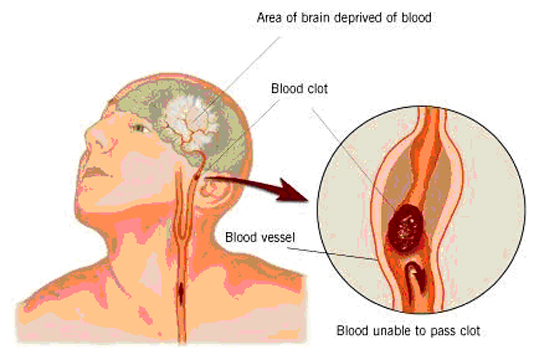 Area of brain deprived of blood
Blood clot
Blood vessel
Blood unable to pass clot